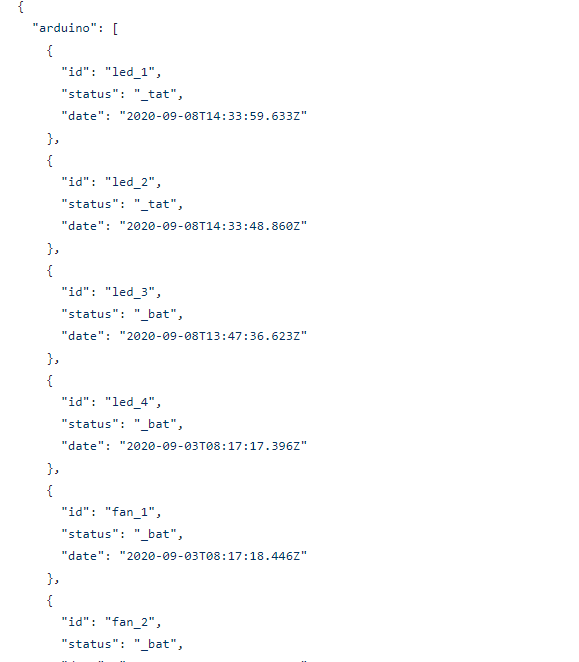 {
"arduino": [
{
"id": "led_1",
"status": "_tat",
"date": "2020-09-08T14:33:59.633Z"
},
{
"id": "led_2",
"status": "_tat",
"date": "2020-09-08T14:33:48.860Z"
},
{
"id": "led_3",
"status": "_bat",
"date": "2020-09-08T13:47:36.623Z"
},
{
"id": "led_4",
"status": "_bat",
"date": "2020-09-03T08:17:17.396Z"
},
{
"id": "fan_1",
"status": "_bat",
"date": "2020-09-03T08:17:18.446Z"
},
{
"id": "fan_2",
"status": "_bat",